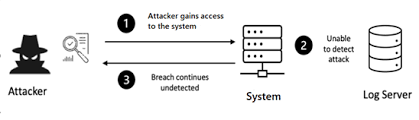 1
Attacker gains access
to the system
2
Unable
to detect
attack
3
Breach continues
undetected
Attacker
System
Log Server